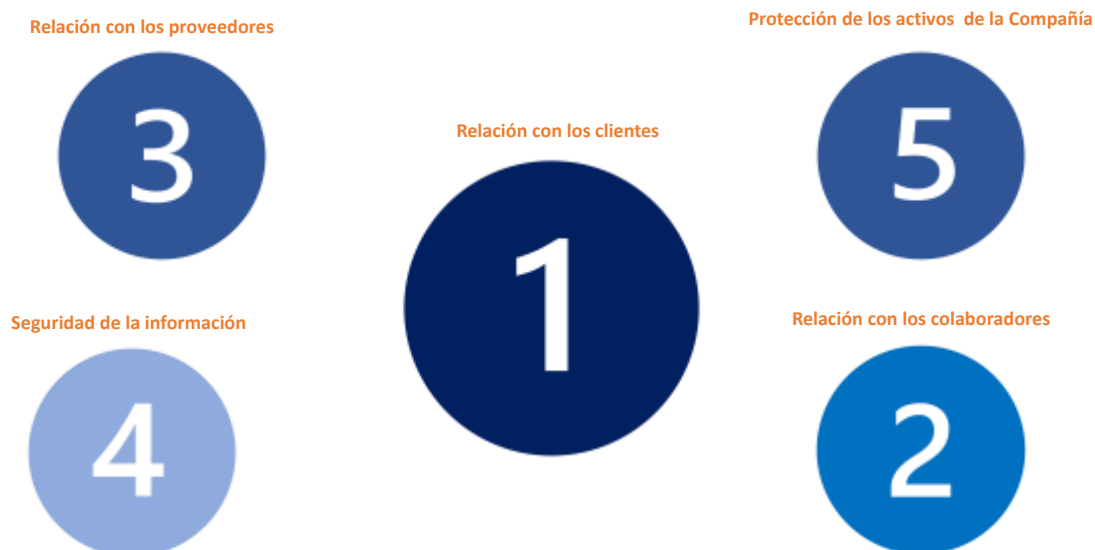 Relación con los proveedores
3
Protección de los activos  de la Compañía
5
Relación con los clientes
1
Seguridad de la información
4
Relación con los colaboradores
2